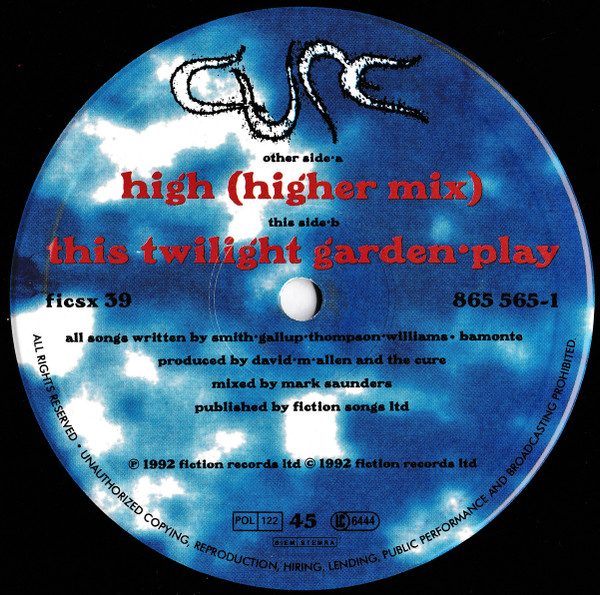 CURE
other side•a
high (higher mix)
this side•b
this twilight garden•play
ficsx 39
865 565-1
all songs written by smith•gallup•thompson•williams• bamonte
produced by david•m•allen and the cure
mixed by mark saunders
published by fiction songs ltd
℗ 1992 fiction records ltd © 1992 fiction records ltd
POL 122 45 LC 6444
BIEM STEMRA
ALL RIGHTS RESERVED • UNAUTHORIZED COPYING, REPRODUCTION, HIRING, LENDING, PUBLIC PERFORMANCE AND BROADCASTING PROHIBITED.